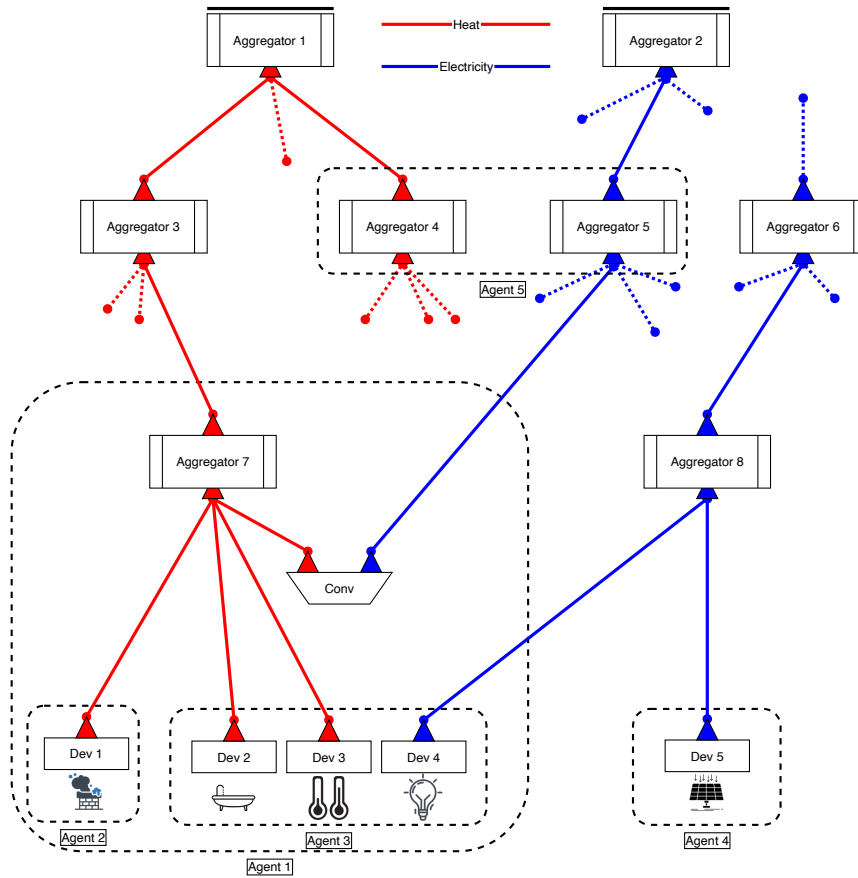 Aggregator 1
Heat
Aggregator 2
Electricity
Aggregator 3
Aggregator 4
Aggregator 5
Aggregator 6
Agent 5
Aggregator 7
Aggregator 8
Conv
Dev 1
Dev 2
Dev 3
Dev 4
Dev 5
Agent 2
Agent 3
Agent 4
Agent 1